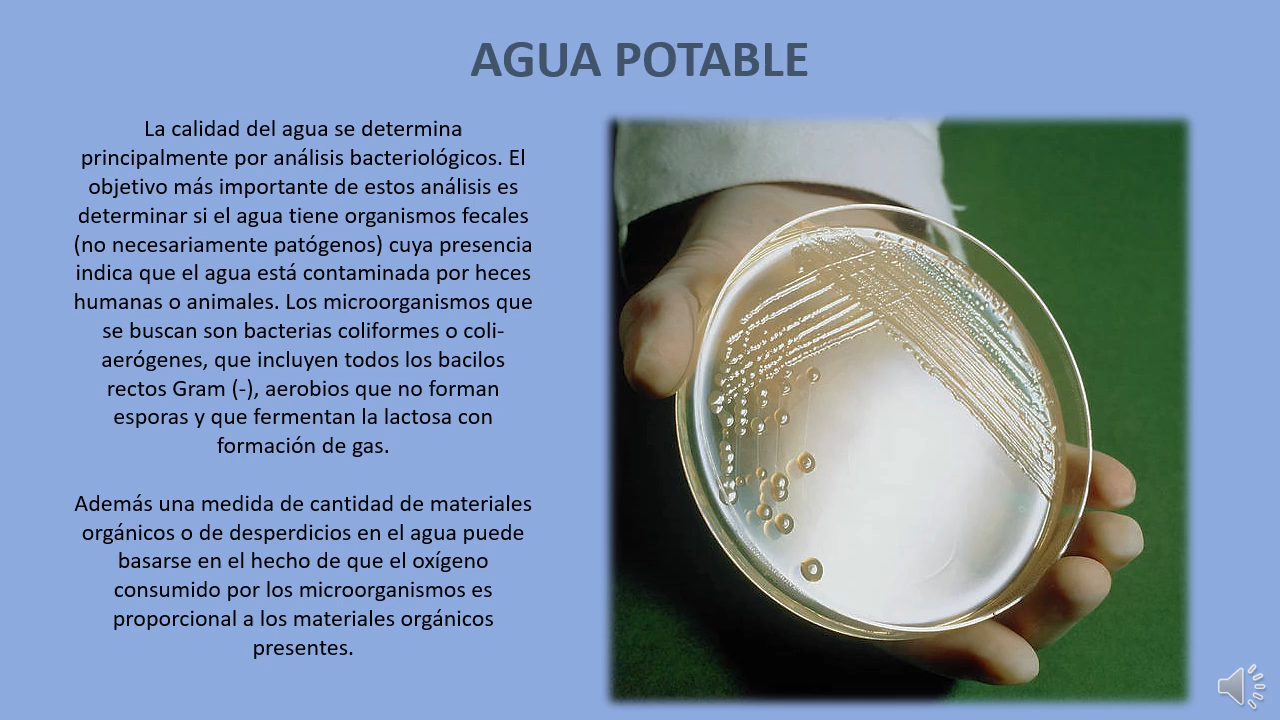 AGUA POTABLE
La calidad del agua se determina
principalmente por análisis bacteriológicos. El
objetivo más importante de estos análisis es
determinar si el agua tiene organismos fecales
(no necesariamente patógenos) cuya presencia
indica que el agua está contaminada por heces
humanas o animales. Los microorganismos que
se buscan son bacterias coliformes o coli-
aerógenes, que incluyen todos los bacilos
rectos Gram (-), aerobios que no forman
esporas y que fermentan la lactosa con
formación de gas.
Además una medida de cantidad de materiales
orgánicos o de desperdicios en el agua puede
basarse en el hecho de que el oxígeno
consumido por los microorganismos es
proporcional a los materiales orgánicos
presentes.